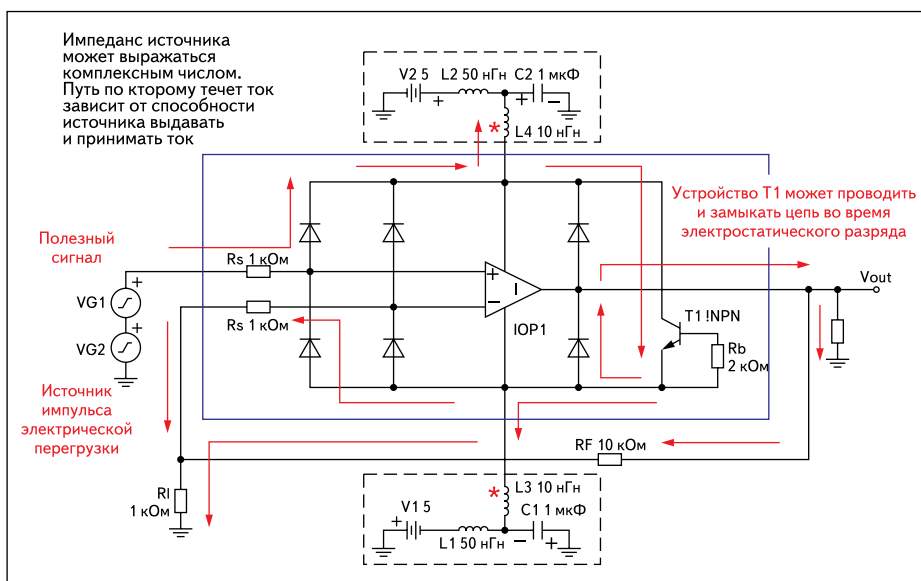 Импеданс источника
может выражаться
комплексным числом.
Путь по кторому течет ток
зависит от способности
источника выдавать
и принимать ток
V2 5
L2 50 нГн
C2 1 мкФ
+
+
−
*
L4 10 нГн
Устройство T1 может проводить
и замыкать цепь во время
электростатического разряда
Полезный
сигнал
Rs 1 кОм
+
VG1
Rs 1 кОм
+
−
IOP1
Vout
T1 !NPN
+
VG2
Rb
2 кОм
Источник
импульса
электрической
перегрузки
RF 10 кОм
RI
1 кОм
*
L3 10 нГн
V1 5
C1 1 мкФ
+
−
+
L1 50 нГн